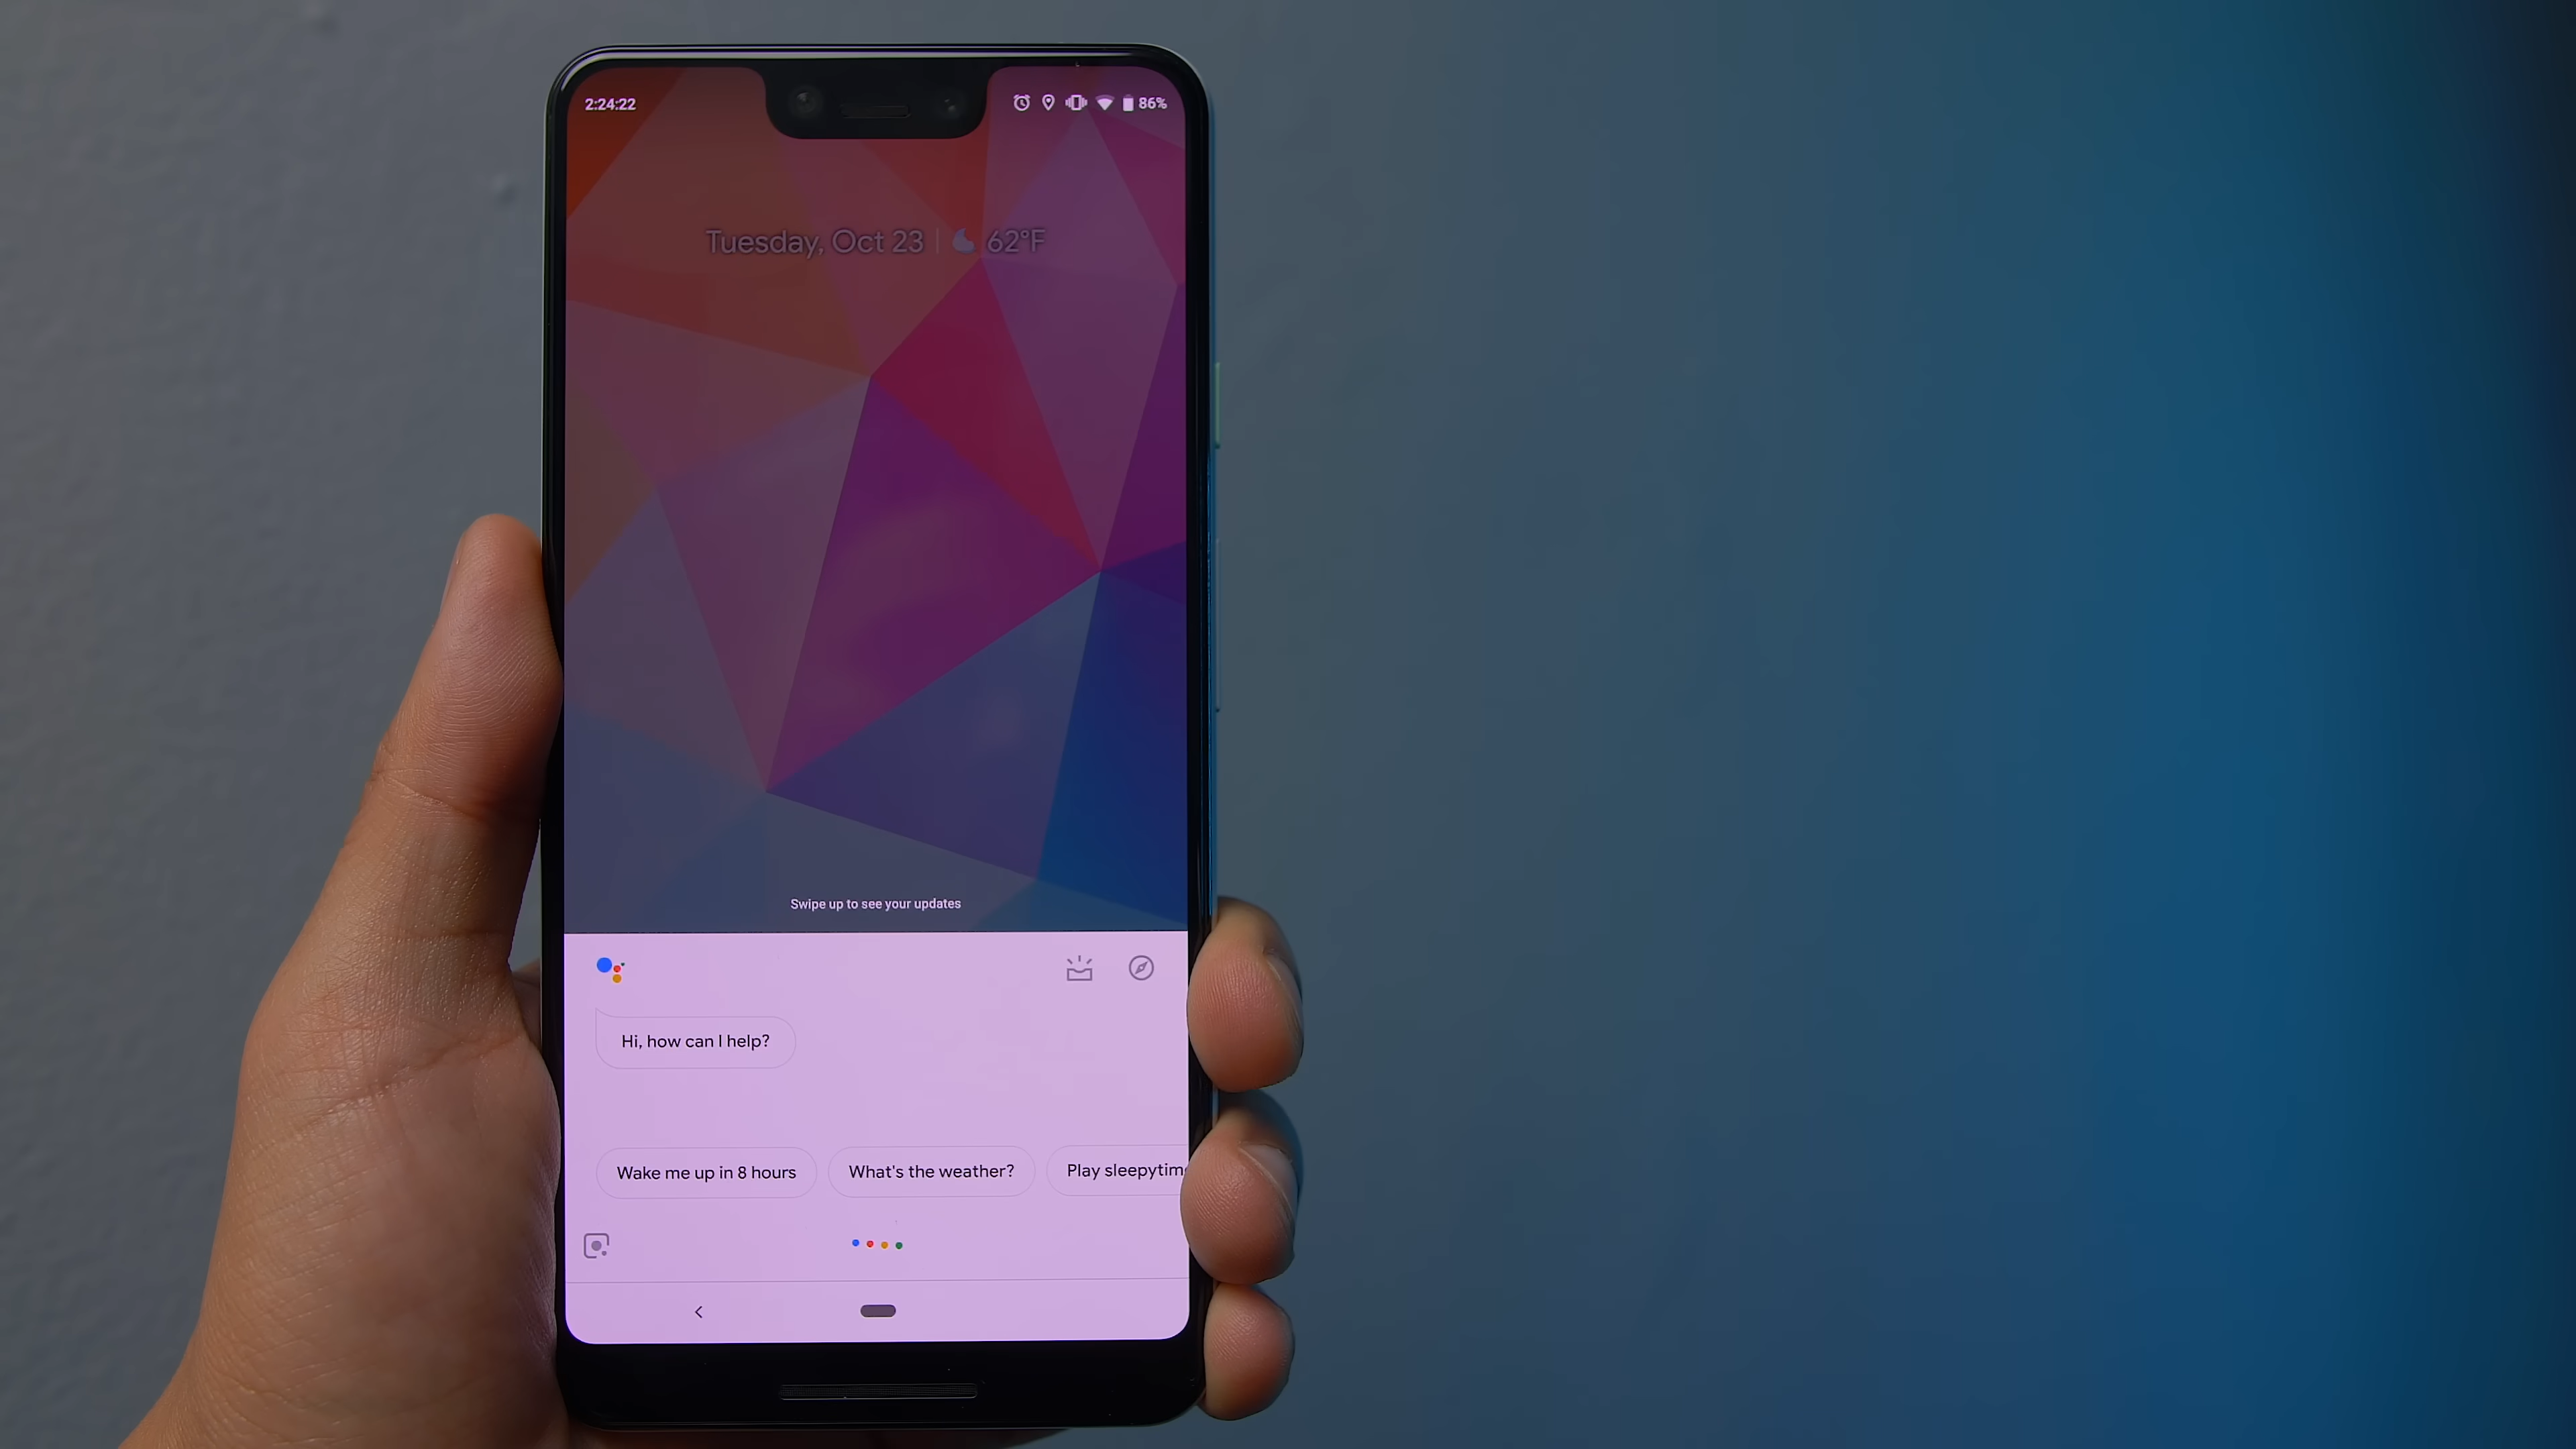 2:24:22
86%
Tuesday, Oct 23 | 62°F
Swipe up to see your updates
Hi, how can I help?
Wake me up in 8 hours
What's the weather?
Play sleepytim